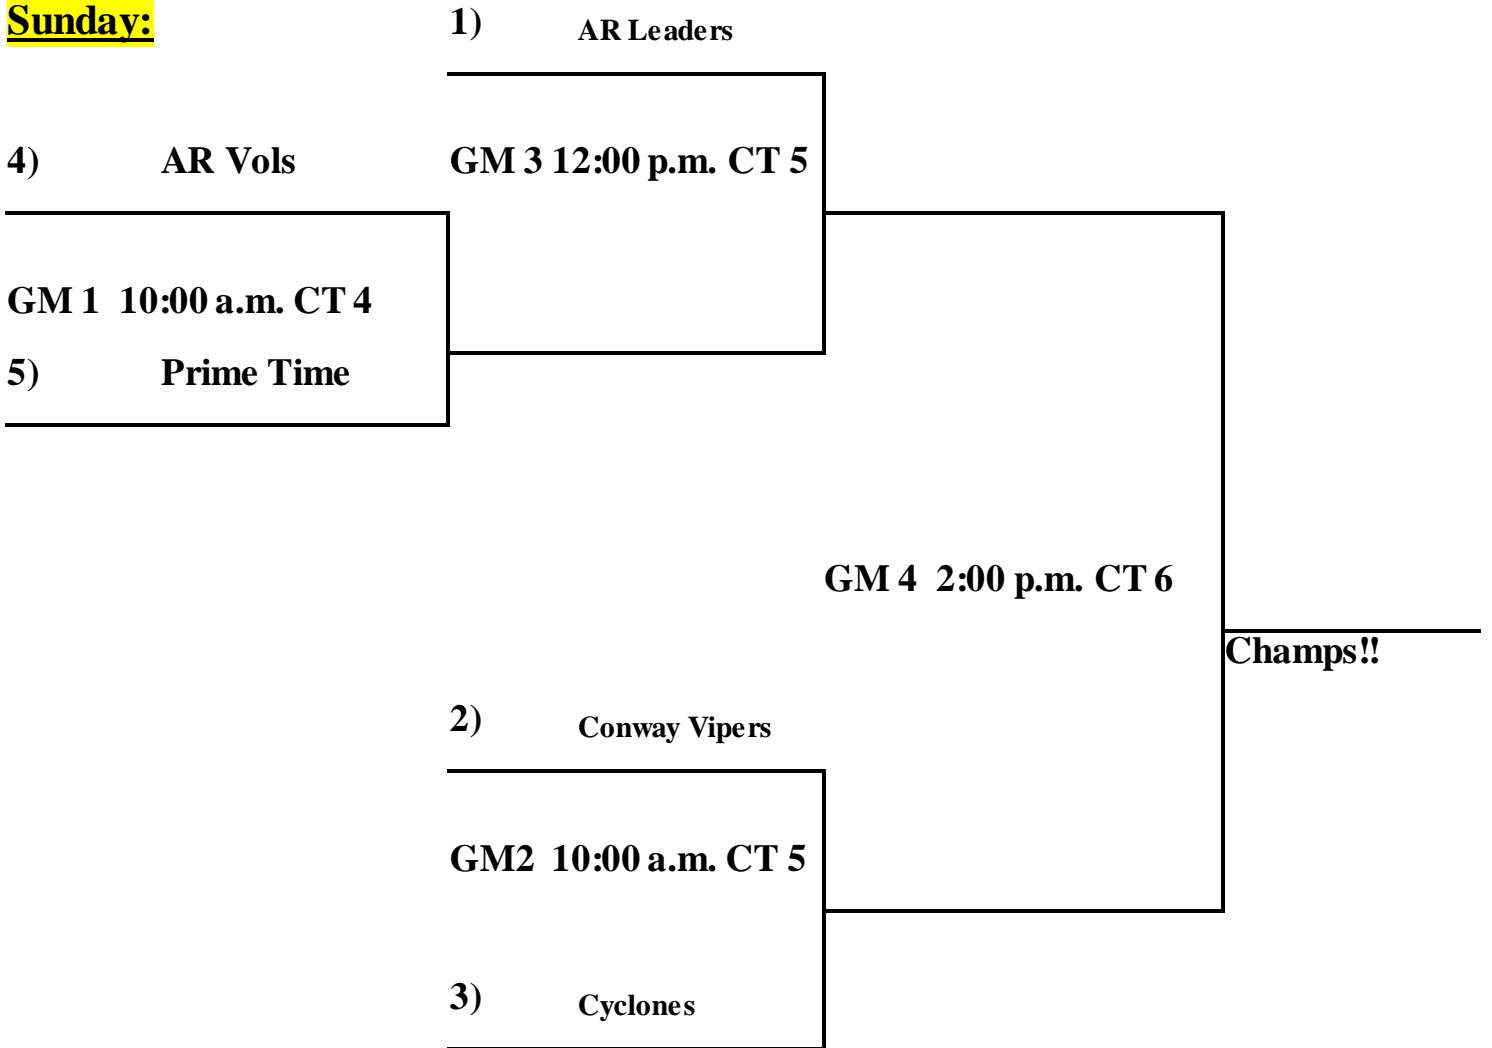 Sunday:
1) AR Leaders
4) AR Vols
GM 3 12:00 p.m. CT 5
GM 1 10:00 a.m. CT 4
5) Prime Time
GM 4 2:00 p.m. CT 6
Champs!!
2) Conway Vipers
GM2 10:00 a.m. CT 5
3) Cyclones